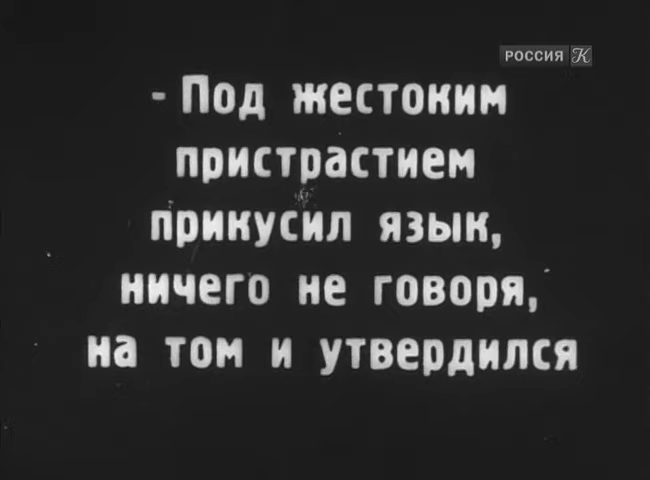 РОССИЯ К
- Под жестоким
пристрастием
прикусил язык,
ничего не говоря,
на том и утвердился